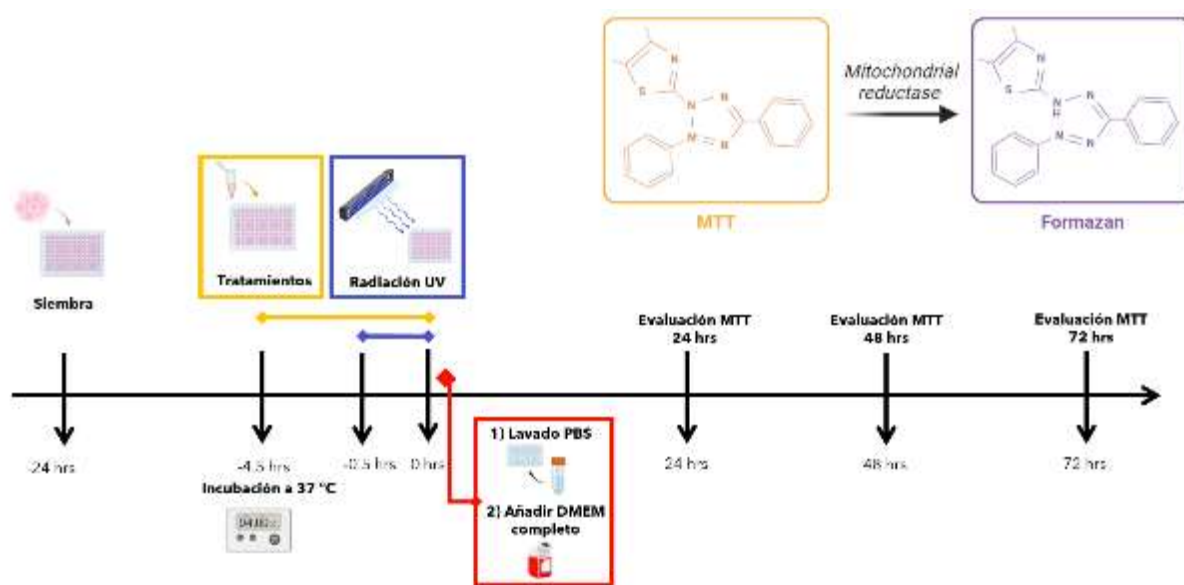 Mitochondrial
reductase
MTT
Formazan
Tratamientos
Radiación UV
Siembra
Evaluación MTT
24 hrs
Evaluación MTT
48 hrs
Evaluación MTT
72 hrs
-24 hrs
-4.5 hrs
-0.5 hrs
0 hrs
24 hrs
48 hrs
72 hrs
Incubación a 37 °C
1) Lavado PBS
2) Añadir DMEM
completo